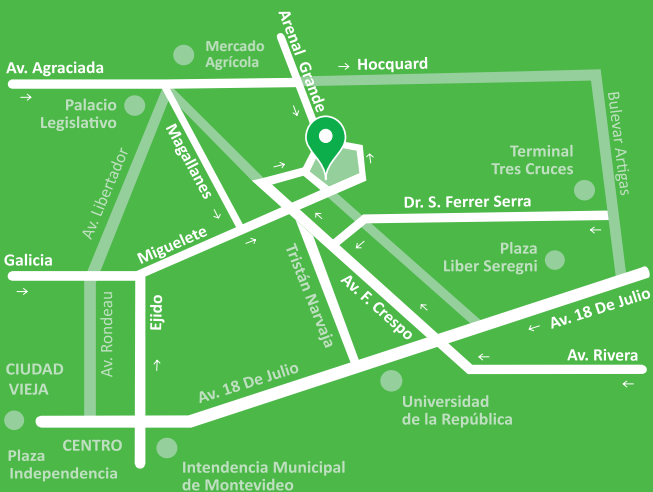 Arenal Grande
Mercado
Agrícola
→ Hocquard
Av. Agraciada
Palacio
Legislativo
Magallanes
Bulevar Artigas
Av. Libertador
Terminal
Tres Cruces
Dr. S. Ferrer Serra
Miguelete
Galicia
Plaza
Liber Seregni
Tristán Narvaja
Av. F. Crespo
Av. 18 De Julio
Av. Rondeau
Ejido
Av. Rivera
CIUDAD
VIEJA
Av. 18 De Julio
Universidad
de la República
CENTRO
Plaza
Independencia
Intendencia Municipal
de Montevideo